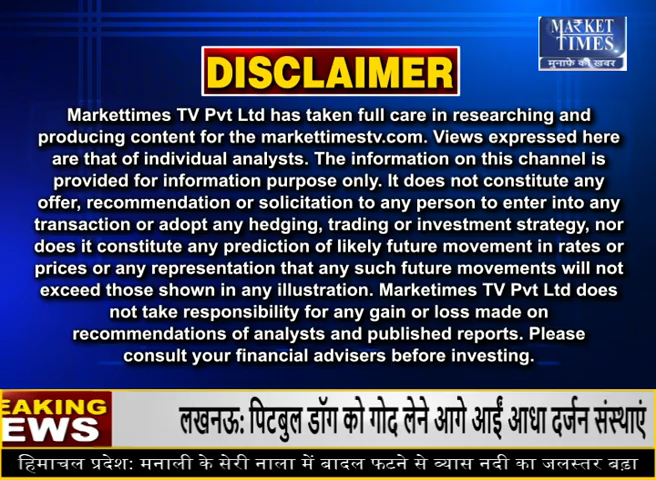 MARKET
TIMES
मुनाफे की खबर
DISCLAIMER
Markettimes TV Pvt Ltd has taken full care in researching and
producing content for the markettimestv.com. Views expressed here
are that of individual analysts. The information on this channel is
provided for information purpose only. It does not constitute any
offer, recommendation or solicitation to any person to enter into any
transaction or adopt any hedging, trading or investment strategy, nor
does it constitute any prediction of likely future movement in rates or
prices or any representation that any such future movements will not
exceed those shown in any illustration. Marketimes TV Pvt Ltd does
not take responsibility for any gain or loss made on
recommendations of analysts and published reports. Please
consult your financial advisers before investing.
EAKING
EWS
लखनऊ: पिटबुल डॉग को गोद लेने आगे आईं आधा दर्जन संस्थाएं
हिमाचल प्रदेश: मनाली के सेरी नाला में बादल फटने से ब्यास नदी का जलस्तर बढ़ा